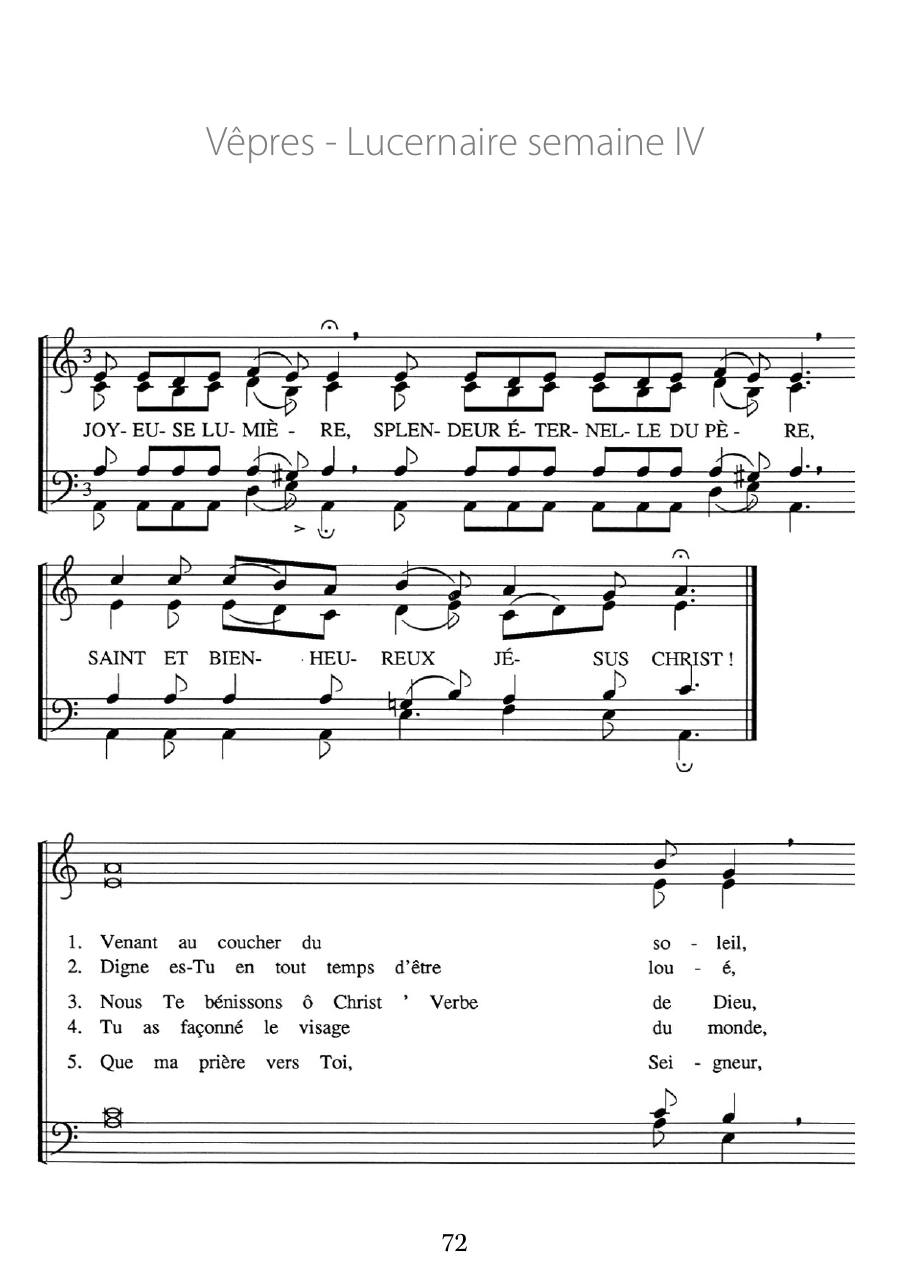 Vêpres - Lucernaire semaine IV
3
JOY- EU- SE LU- MIÈ - RE, SPLEN- DEUR É- TER- NEL- LE DU PÈ - RE,
3
SAINT ET BIEN- HEU- REUX JÉ- SUS CHRIST !
1. Venant au coucher du so - leil,
2. Digne es-Tu en tout temps d'être lou - é,
3. Nous Te bénissons ô Christ ' Verbe de Dieu,
4. Tu as façonné le visage du monde,
5. Que ma prière vers Toi, Sei - gneur,
72